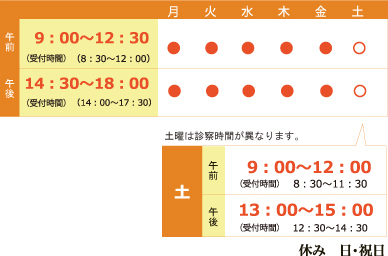 月 火 水 木 金 土
午前 9：00～12：30 ● ● ● ● ● ○
（受付時間）（8：30～12：00）
午後 14：30～18：00 ● ● ● ● ● ○
（受付時間）（14：00～17：30）
土曜は診察時間が異なります。
土
午前 9：00～12：00
（受付時間） 8：30～11：30
午後 13：00～15：00
（受付時間） 12：30～14：30
休み 日・祝日